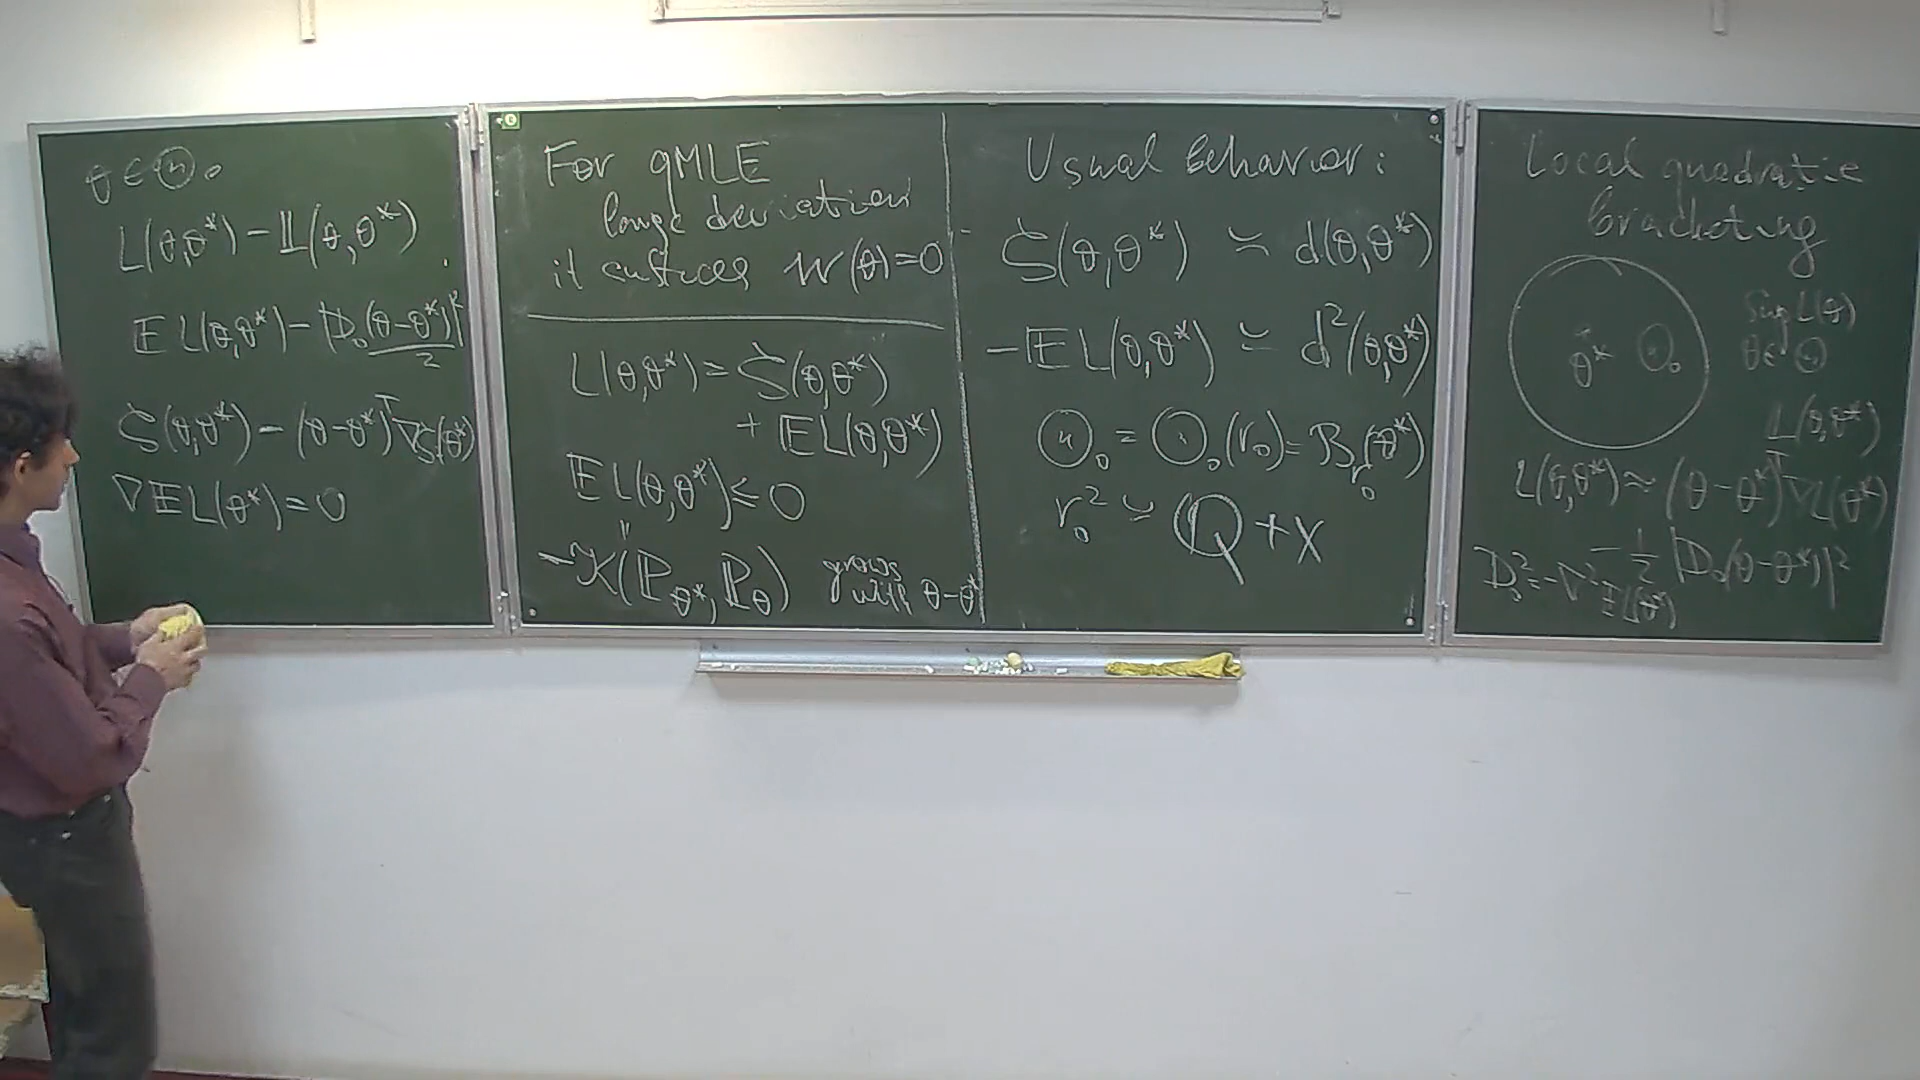 θ ∈ Θ₀
L(θ,θ*) − 𝕃(θ,θ*)
𝔼L(θ,θ*) − |D₀(θ−θ*)|²/2
ζ(θ,θ*) − (θ−θ*)ᵀ∇ζ(θ*)
∇𝔼L(θ*) = 0
For qMLE
large deviation
it suffices 𝓜(θ)=0
L(θ,θ*) = ζ(θ,θ*)
+ 𝔼L(θ,θ*)
𝔼L(θ,θ*) ≤ 0
"
−𝒦(ℙ_θ*, ℙ_θ) grows
with θ−θ*
Usual behavior:
ζ(θ,θ*) ≍ d(θ,θ*)
−𝔼L(θ,θ*) ≍ d²(θ,θ*)
Θ₀ = Θ₀(r₀) = B_r₀(θ*)
r₀² ≍ ℚ + x
Local quadratic
bracketing
θ* Θ₀
sup L(θ)
θ∈Θ
𝕃(θ,θ*)
L(θ,θ*) ≈ (θ−θ*)ᵀ∇L(θ*)
− ½|D₀(θ−θ*)|²
D₀² = −∇²𝔼L(θ*)